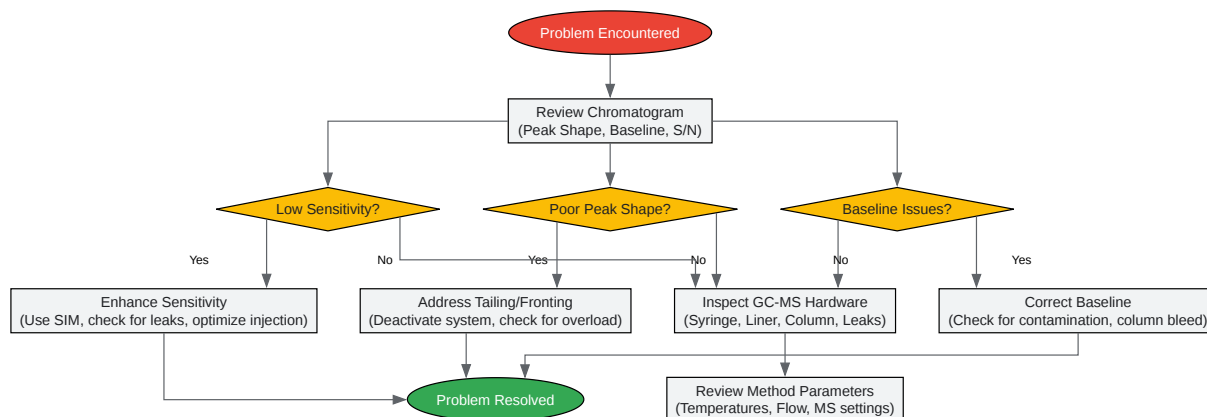 Problem Encountered
Review Chromatogram
(Peak Shape, Baseline, S/N)
Low Sensitivity?
Poor Peak Shape?
Baseline Issues?
Yes
No
Yes
No
No
Yes
Enhance Sensitivity
(Use SIM, check for leaks, optimize injection)
Address Tailing/Fronting
(Deactivate system, check for overload)
Inspect GC-MS Hardware
(Syringe, Liner, Column, Leaks)
Correct Baseline
(Check for contamination, column bleed)
Problem Resolved
Review Method Parameters
(Temperatures, Flow, MS settings)